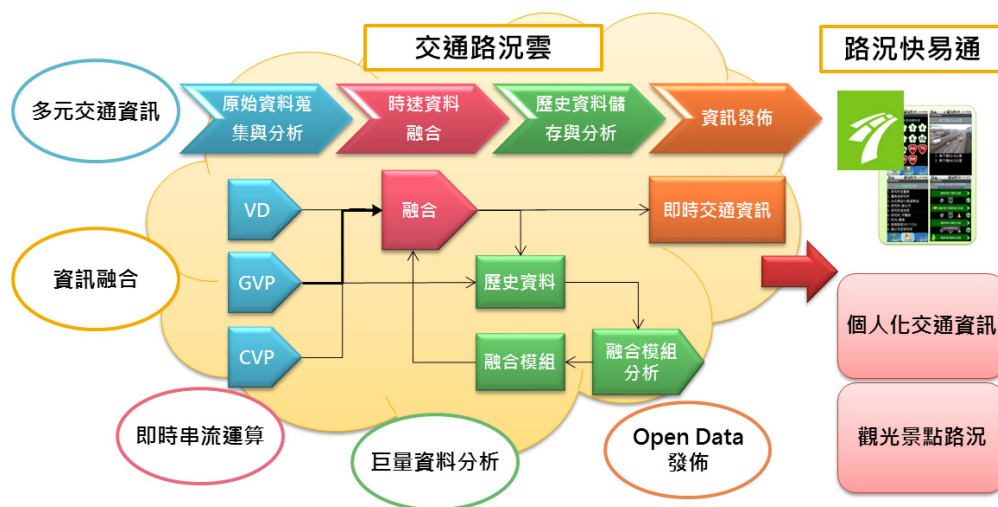 交通路況雲
路況快易通
多元交通資訊
原始資料蒐
集與分析
時速資料
融合
歷史資料儲
存與分析
資訊發佈
VD
融合
即時交通資訊
資訊融合
GVP
歷史資料
CVP
融合模組
融合模組
分析
個人化交通資訊
即時串流運算
巨量資料分析
Open Data
發佈
觀光景點路況